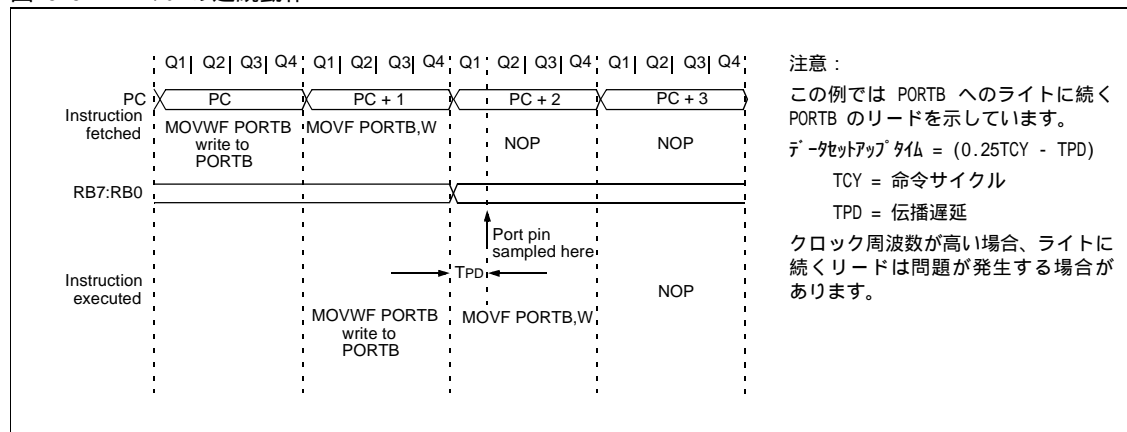 Q1| Q2| Q3| Q4 Q1| Q2| Q3| Q4 Q1 Q2| Q3| Q4 Q1| Q2| Q3| Q4
PC PC PC + 1 PC + 2 PC + 3
Instruction
fetched
MOVWF PORTB
write to
PORTB
MOVF PORTB,W
NOP
NOP
RB7:RB0
Port pin
sampled here
TPD
Instruction
executed
MOVWF PORTB
write to
PORTB
MOVF PORTB,W
NOP
注意：
この例では PORTB へのライトに続く
PORTB のリードを示しています。
ﾃﾞｰﾀｾｯﾄｱｯﾌﾟﾀｲﾑ = (0.25TCY - TPD)
TCY = 命令サイクル
TPD = 伝播遅延
クロック周波数が高い場合、ライトに
続くリードは問題が発生する場合が
あります。